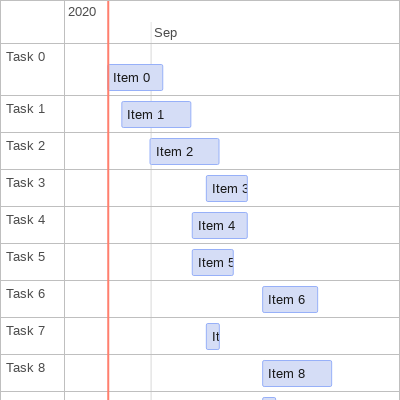 2020
Sep
Task 0
Item 0
Task 1
Item 1
Task 2
Item 2
Task 3
Item 3
Task 4
Item 4
Task 5
Item 5
Task 6
Item 6
Task 7
It
Task 8
Item 8